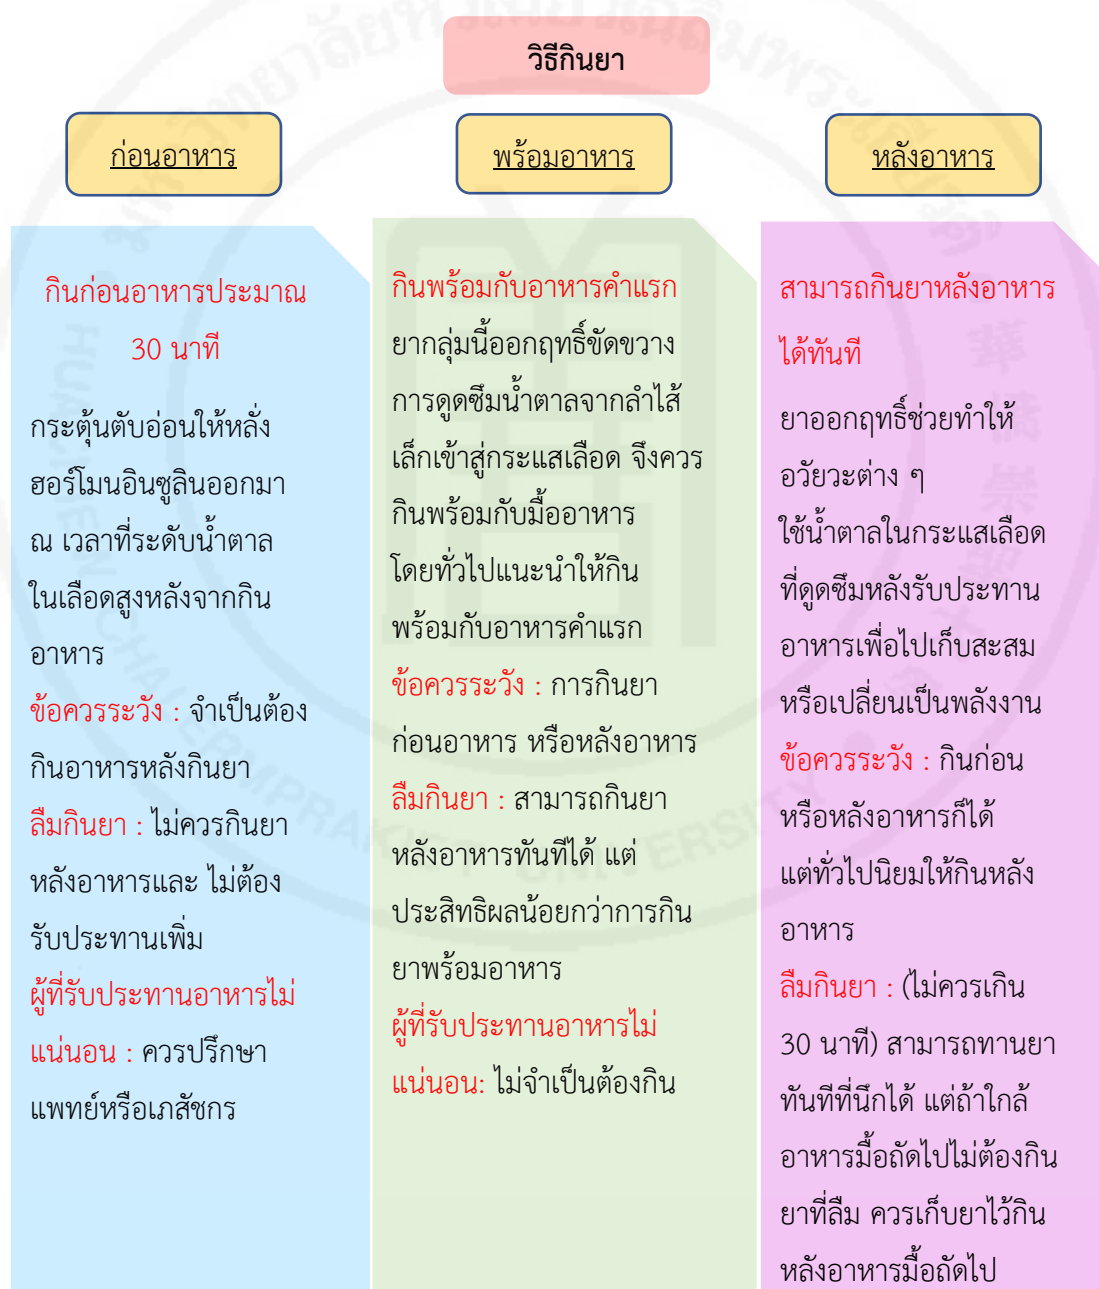 วิธีกินยา
ก่อนอาหาร
กินก่อนอาหารประมาณ
30 นาที
กระตุ้นตับอ่อนให้หลั่ง
ฮอร์โมนอินซูลินออกมา
ณ เวลาที่ระดับน้ำตาล
ในเลือดสูงหลังจากกิน
อาหาร
ข้อควรระวัง : จำเป็นต้อง
กินอาหารหลังกินยา
ลืมกินยา : ไม่ควรกินยา
หลังอาหารและ ไม่ต้อง
รับประทานเพิ่ม
ผู้ที่รับประทานอาหารไม่
แน่นอน : ควรปรึกษา
แพทย์หรือเภสัชกร
พร้อมอาหาร
กินพร้อมกับอาหารคำแรก
ยากลุ่มนี้ออกฤทธิ์ขัดขวาง
การดูดซึมน้ำตาลจากลำไส้
เล็กเข้าสู่กระแสเลือด จึงควร
กินพร้อมกับมื้ออาหาร
โดยทั่วไปแนะนำให้กิน
พร้อมกับอาหารคำแรก
ข้อควรระวัง : การกินยา
ก่อนอาหาร หรือหลังอาหาร
ลืมกินยา : สามารถกินยา
หลังอาหารทันทีได้ แต่
ประสิทธิผลน้อยกว่าการกิน
ยาพร้อมอาหาร
ผู้ที่รับประทานอาหารไม่
แน่นอน: ไม่จำเป็นต้องกิน
หลังอาหาร
สามารถกินยาหลังอาหาร
ได้ทันที
ยาออกฤทธิ์ช่วยทำให้
อวัยวะต่าง ๆ
ใช้น้ำตาลในกระแสเลือด
ที่ดูดซึมหลังรับประทาน
อาหารเพื่อไปเก็บสะสม
หรือเปลี่ยนเป็นพลังงาน
ข้อควรระวัง : กินก่อน
หรือหลังอาหารก็ได้
แต่ทั่วไปนิยมให้กินหลัง
อาหาร
ลืมกินยา : (ไม่ควรเกิน
30 นาที) สามารถทานยา
ทันทีที่นึกได้ แต่ถ้าใกล้
อาหารมื้อถัดไปไม่ต้องกิน
ยาที่ลืม ควรเก็บยาไว้กิน
หลังอาหารมื้อถัดไป